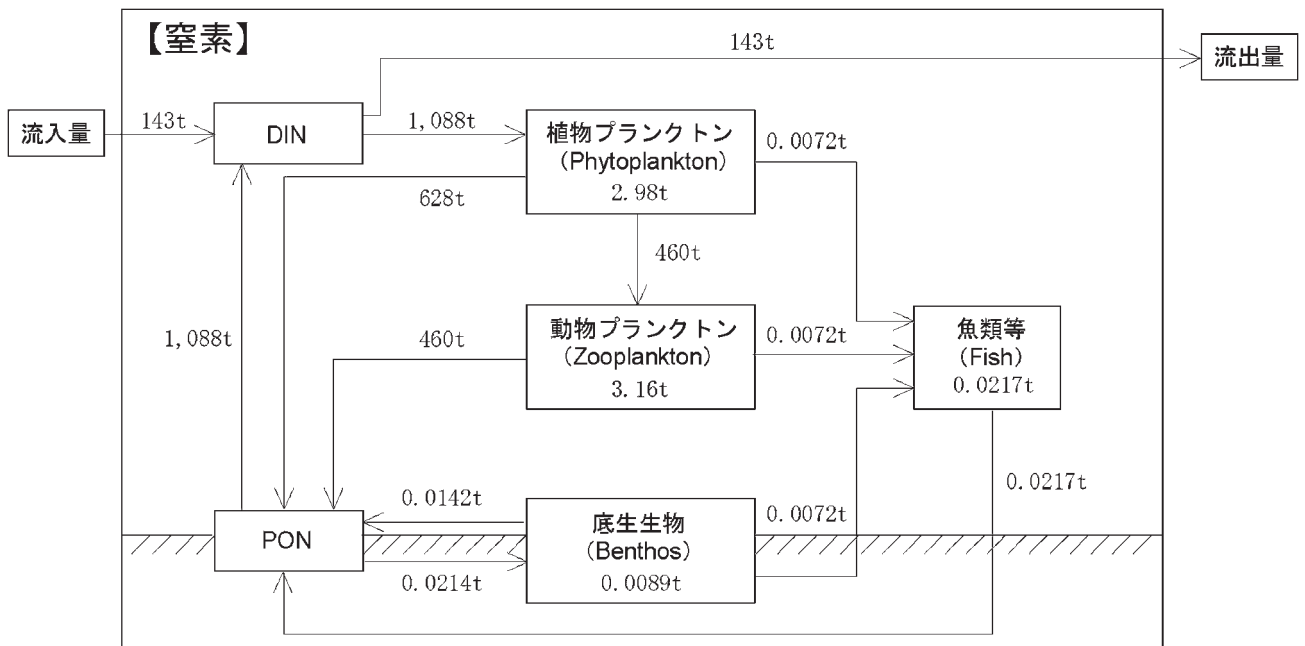 【窒素】
143t
流出量
流入量
143t
DIN
1,088t
植物プランクトン
(Phytoplankton)
2.98t
0.0072t
628t
460t
1,088t
460t
動物プランクトン
(Zooplankton)
3.16t
0.0072t
魚類等
(Fish)
0.0217t
0.0217t
0.0142t
PON
底生生物
(Benthos)
0.0089t
0.0072t
0.0214t